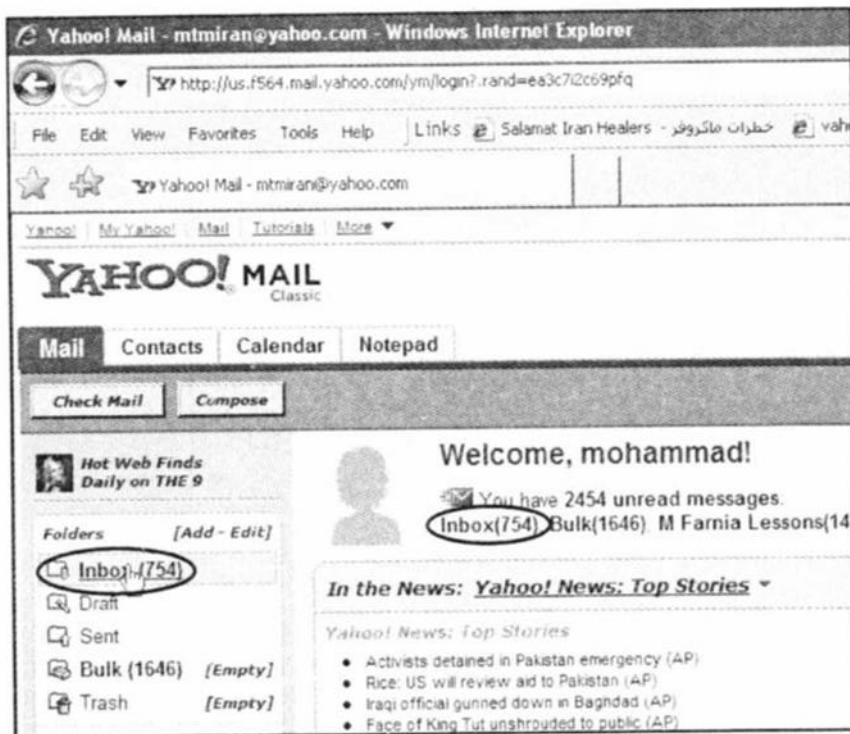 Yahoo! Mail - mtmiran@yahoo.com - Windows Internet Explorer
http://us.f564.mail.yahoo.com/ym/login?.rand=ea3c7i2c69pfq
File Edit View Favorites Tools Help Links Salamat Iran Healers - خطرات ماكروفر
Yahoo! Mail - mtmiran@yahoo.com
Yahoo! My Yahoo! Mail Tutorials More
YAHOO! MAIL
Classic
Mail Contacts Calendar Notepad
Check Mail Compose
Hot Web Finds
Daily on THE 9
Folders [Add - Edit]
Inbox (754)
Draft
Sent
Bulk (1646) [Empty]
Trash [Empty]
Welcome, mohammad!
You have 2454 unread messages.
Inbox(754) Bulk(1646). M Farnia Lessons(14
In the News: Yahoo! News: Top Stories
Yahoo! News: Top Stories
• Activists detained in Pakistan emergency (AP)
• Rice: US will review aid to Pakistan (AP)
• Iraqi official gunned down in Baghdad (AP)
• Face of King Tut unshrouded to public (AP)